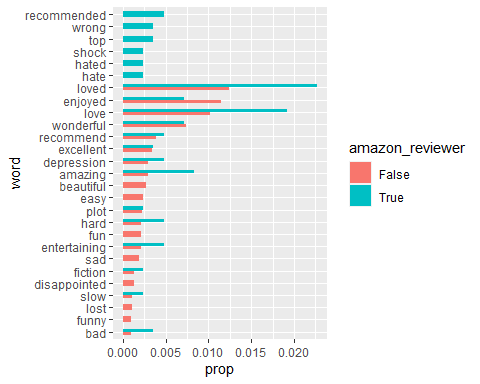 recommended
wrong
top
shock
hated
hate
loved
enjoyed
love
wonderful
recommend
excellent
depression
amazing
beautiful
easy
plot
hard
fun
entertaining
sad
fiction
disappointed
slow
lost
funny
bad
word
0.000 0.005 0.010 0.015 0.020
prop
amazon_reviewer
False
True